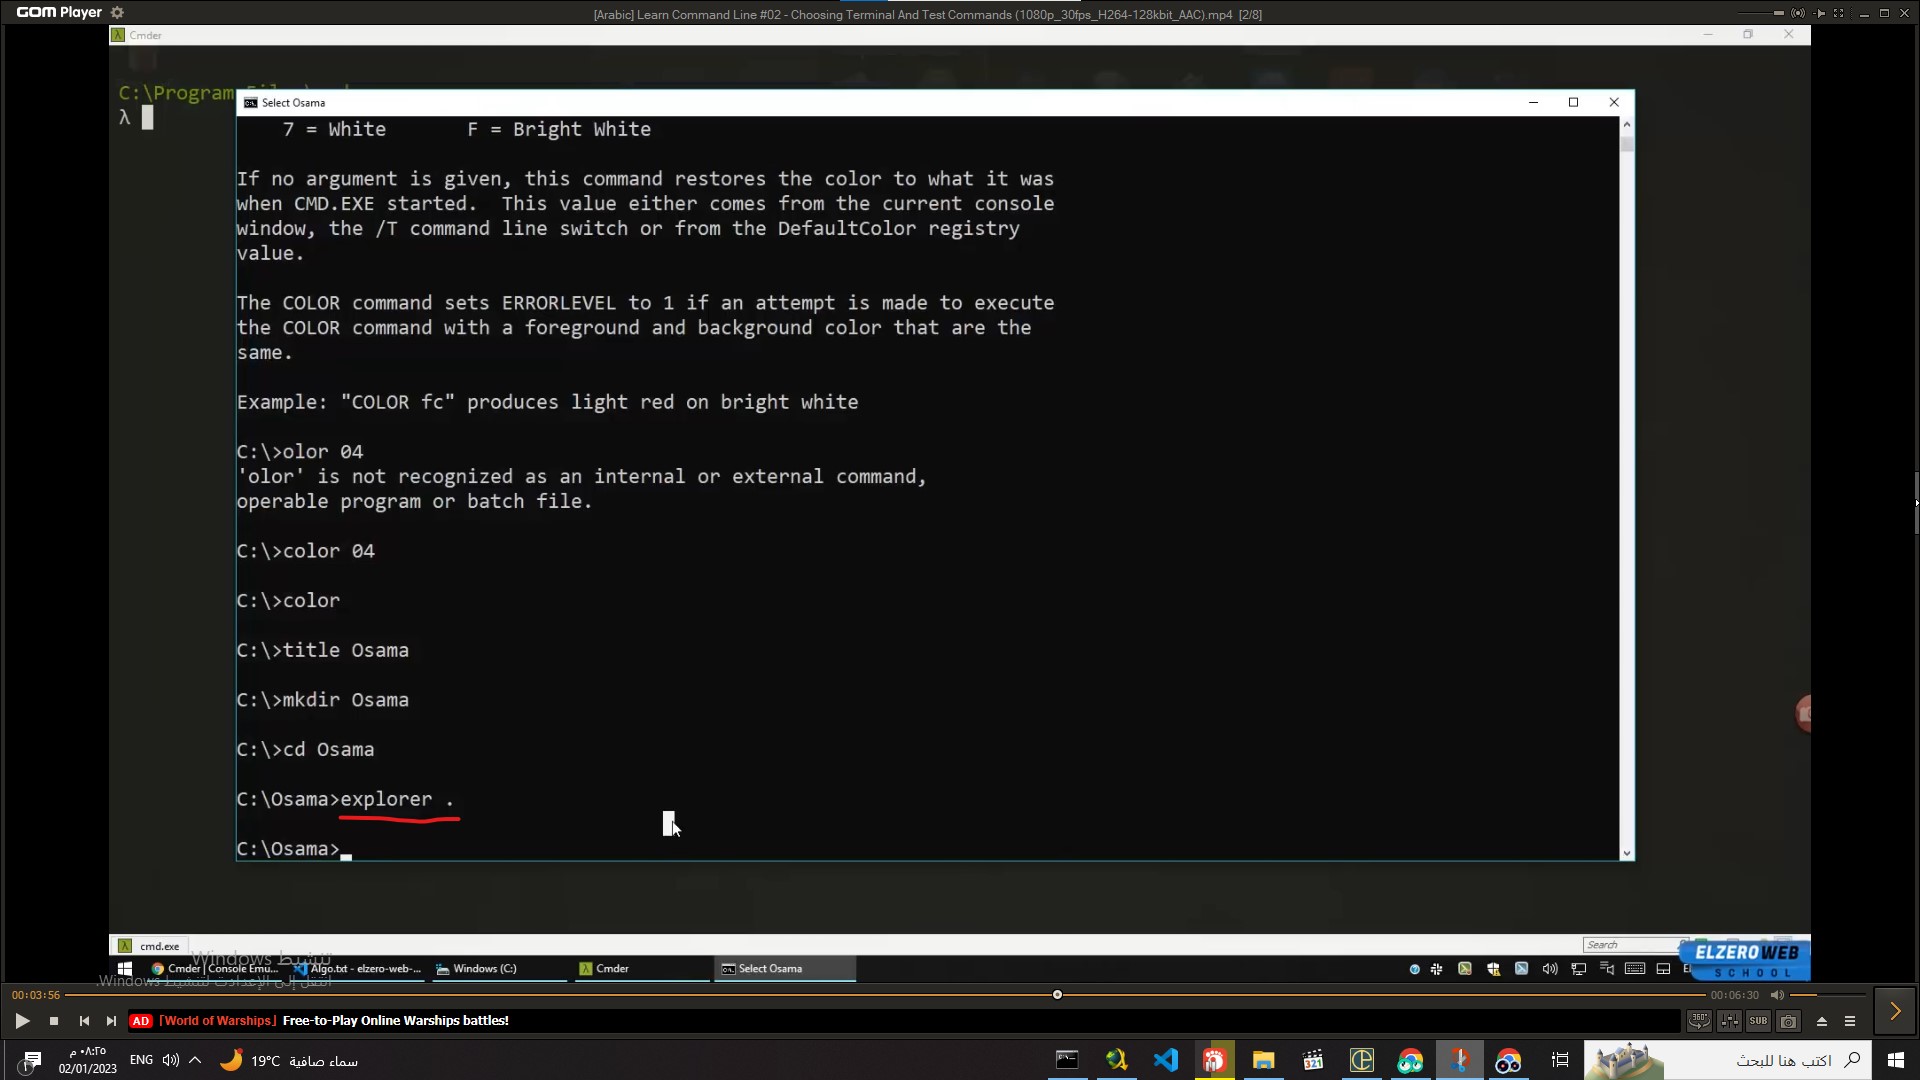 GOM Player
[Arabic] Learn Command Line #02 - Choosing Terminal And Test Commands (1080p_30fps_H264-128kbit_AAC).mp4 [2/8]
Cmder
C:\Program
λ
Select Osama
7 = White F = Bright White
If no argument is given, this command restores the color to what it was
when CMD.EXE started. This value either comes from the current console
window, the /T command line switch or from the DefaultColor registry
value.
The COLOR command sets ERRORLEVEL to 1 if an attempt is made to execute
the COLOR command with a foreground and background color that are the
same.
Example: "COLOR fc" produces light red on bright white
C:\>olor 04
'olor' is not recognized as an internal or external command,
operable program or batch file.
C:\>color 04
C:\>color
C:\>title Osama
C:\>mkdir Osama
C:\>cd Osama
C:\Osama>explorer .
C:\Osama>
cmd.exe
Search
ELZERO WEB
SCHOOL
تنشيط Windows
انتقل إلى الإعدادات لتنشيط Windows.
Cmder | Console Emu...
Algo.txt - elzero-web-...
Windows (C:)
Cmder
Select Osama
00:03:56
00:06:30
AD [World of Warships] Free-to-Play Online Warships battles!
360°
SUB
٠٨:٢٥ م
02/01/2023
ENG
19°C سماء صافية
321
اكتب هنا للبحث